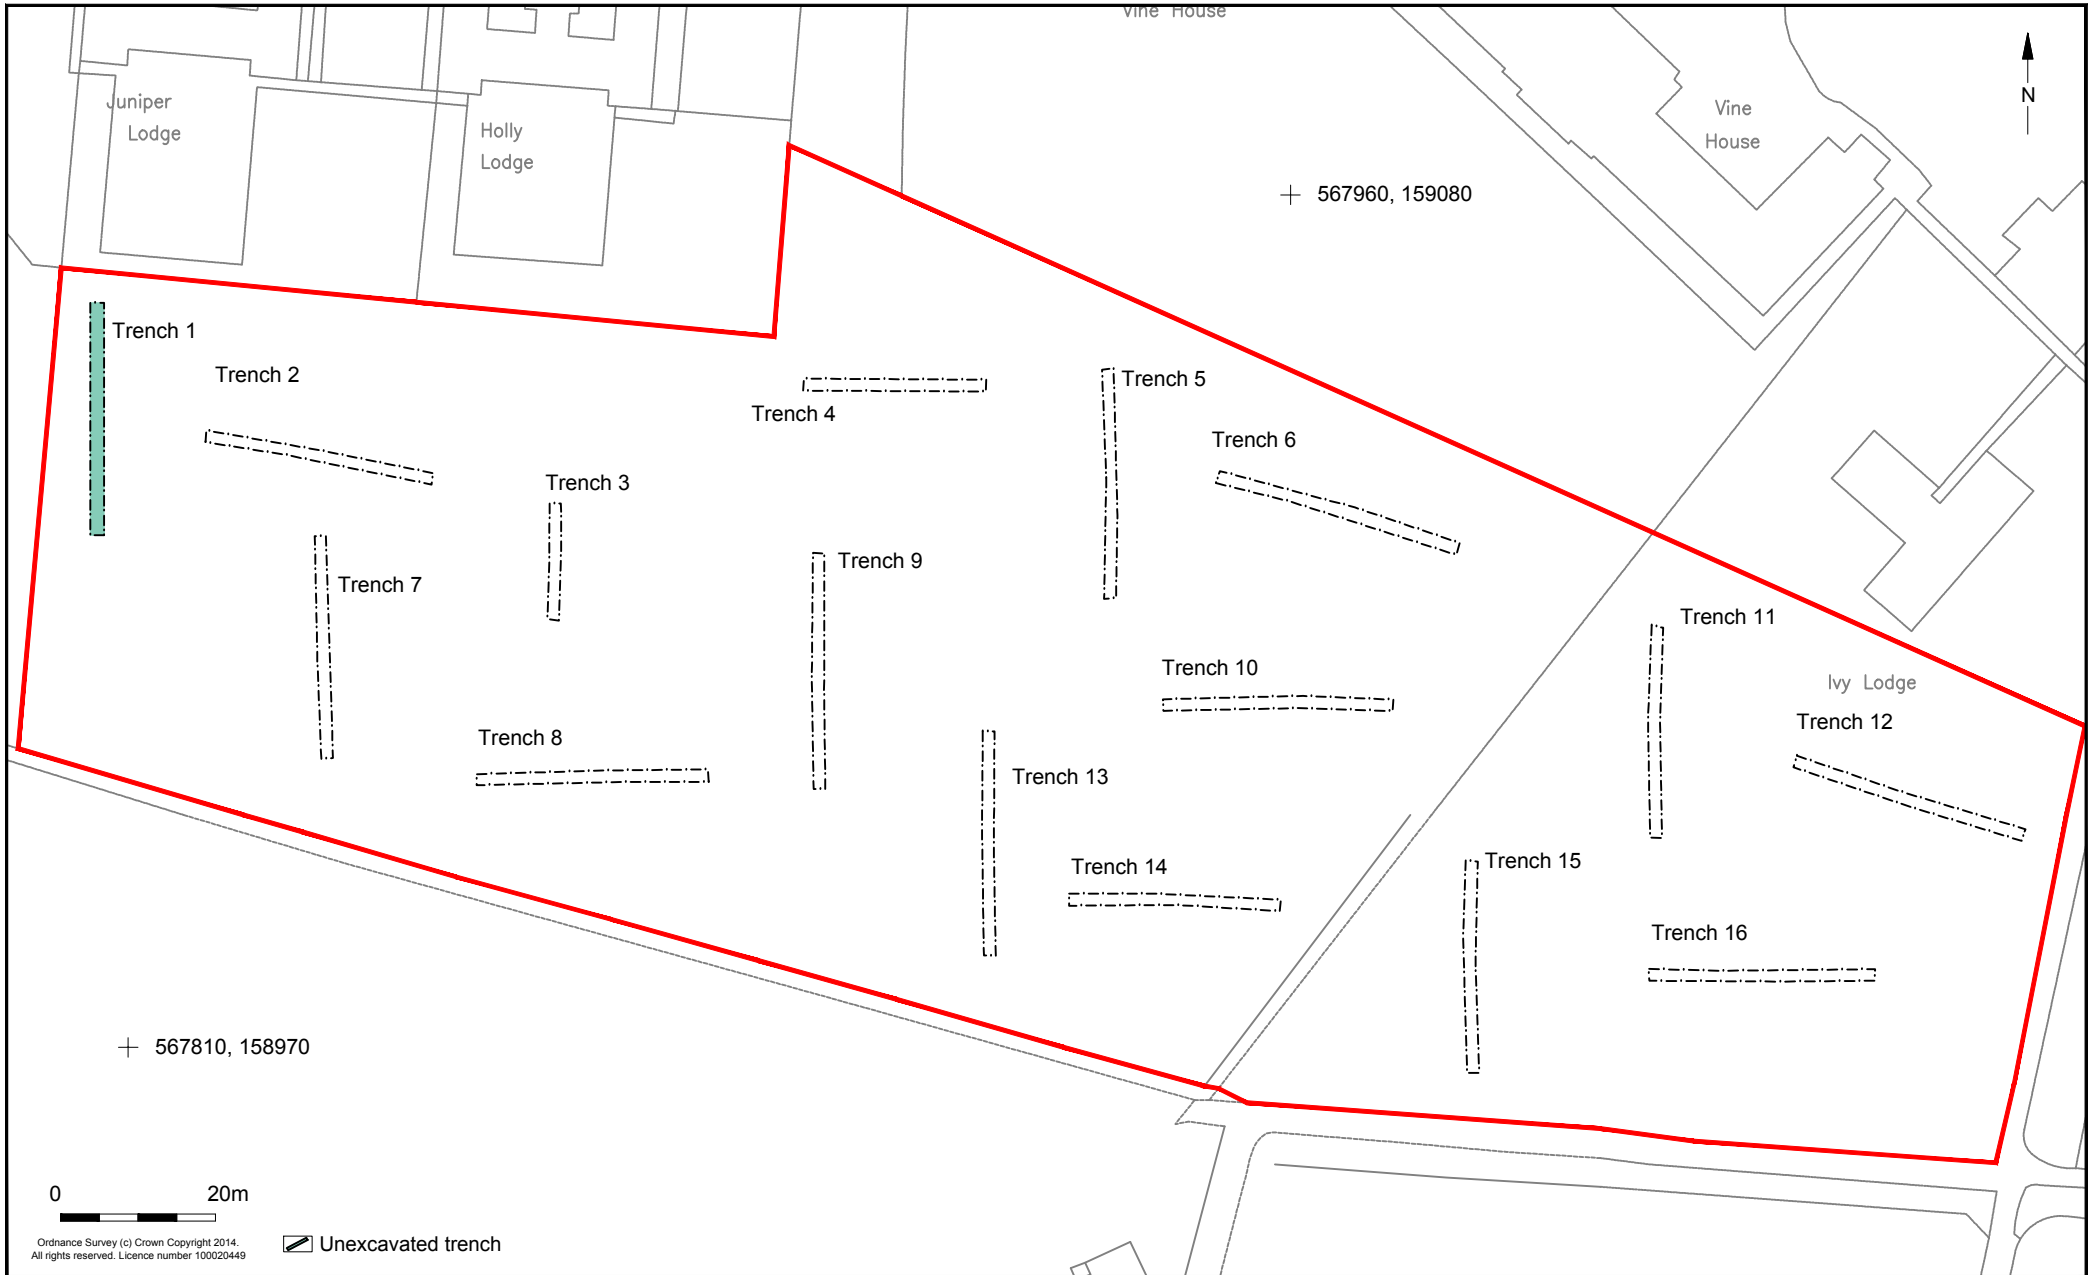 Vine House
Juniper
Lodge
Holly
Lodge
Vine
House
N
567960, 159080
Trench 1
Trench 2
Trench 3
Trench 4
Trench 5
Trench 6
Trench 7
Trench 9
Trench 8
Trench 10
Trench 11
Ivy Lodge
Trench 12
Trench 13
Trench 14
Trench 15
Trench 16
567810, 158970
0 20m
Ordnance Survey (c) Crown Copyright 2014.
All rights reserved. Licence number 100020449
Unexcavated trench